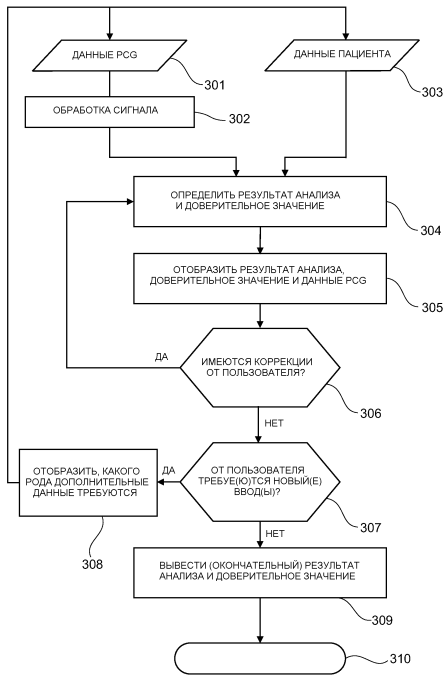 ДАННЫЕ PCG
301
ДАННЫЕ ПАЦИЕНТА
303
ОБРАБОТКА СИГНАЛА
302
ОПРЕДЕЛИТЬ РЕЗУЛЬТАТ АНАЛИЗА
И ДОВЕРИТЕЛЬНОЕ ЗНАЧЕНИЕ
304
ОТОБРАЗИТЬ РЕЗУЛЬТАТ АНАЛИЗА,
ДОВЕРИТЕЛЬНОЕ ЗНАЧЕНИЕ И ДАННЫЕ PCG
305
ДА
ИМЕЮТСЯ КОРРЕКЦИИ
ОТ ПОЛЬЗОВАТЕЛЯ?
306
НЕТ
ОТОБРАЗИТЬ, КАКОГО
РОДА ДОПОЛНИТЕЛЬНЫЕ
ДАННЫЕ ТРЕБУЮТСЯ
308
ДА
ОТ ПОЛЬЗОВАТЕЛЯ
ТРЕБУЕ(Ю)ТСЯ НОВЫЙ(Е)
ВВОД(Ы)?
307
НЕТ
ВЫВЕСТИ (ОКОНЧАТЕЛЬНЫЙ) РЕЗУЛЬТАТ
АНАЛИЗА И ДОВЕРИТЕЛЬНОЕ ЗНАЧЕНИЕ
309
310